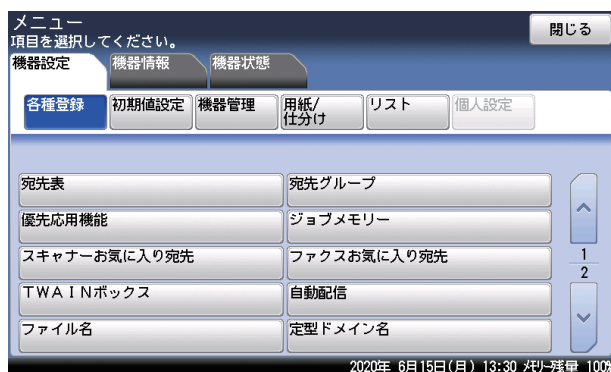 メニュー
項目を選択してください。
閉じる
機器設定 機器情報 機器状態
各種登録 初期値設定 機器管理 用紙/
仕分け リスト 個人設定
宛先表 宛先グループ
優先応用機能 ジョブメモリー
スキャナーお気に入り宛先 ファクスお気に入り宛先
1
2
TWAINボックス 自動配信
ファイル名 定型ドメイン名
2020年 6月15日(月) 13:30 メモリー残量 100%